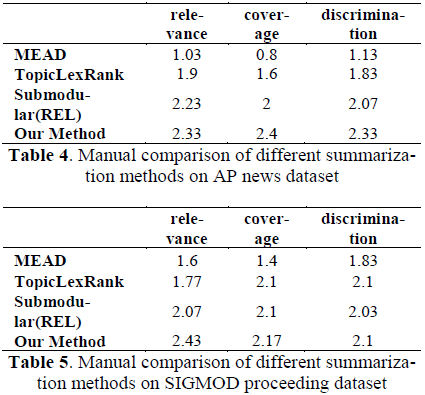 rele- cover- discrimina-
vance age tion
MEAD 1.03 0.8 1.13
TopicLexRank 1.9 1.6 1.83
Submodu-
lar(REL) 2.23 2 2.07
Our Method 2.33 2.4 2.33
Table 4. Manual comparison of different summariza-
tion methods on AP news dataset
rele- cover- discrimina-
vance age tion
MEAD 1.6 1.4 1.83
TopicLexRank 1.77 2.1 2.1
Submodu-
lar(REL) 2.07 2.1 2.03
Our Method 2.43 2.17 2.1
Table 5. Manual comparison of different summariza-
tion methods on SIGMOD proceeding dataset